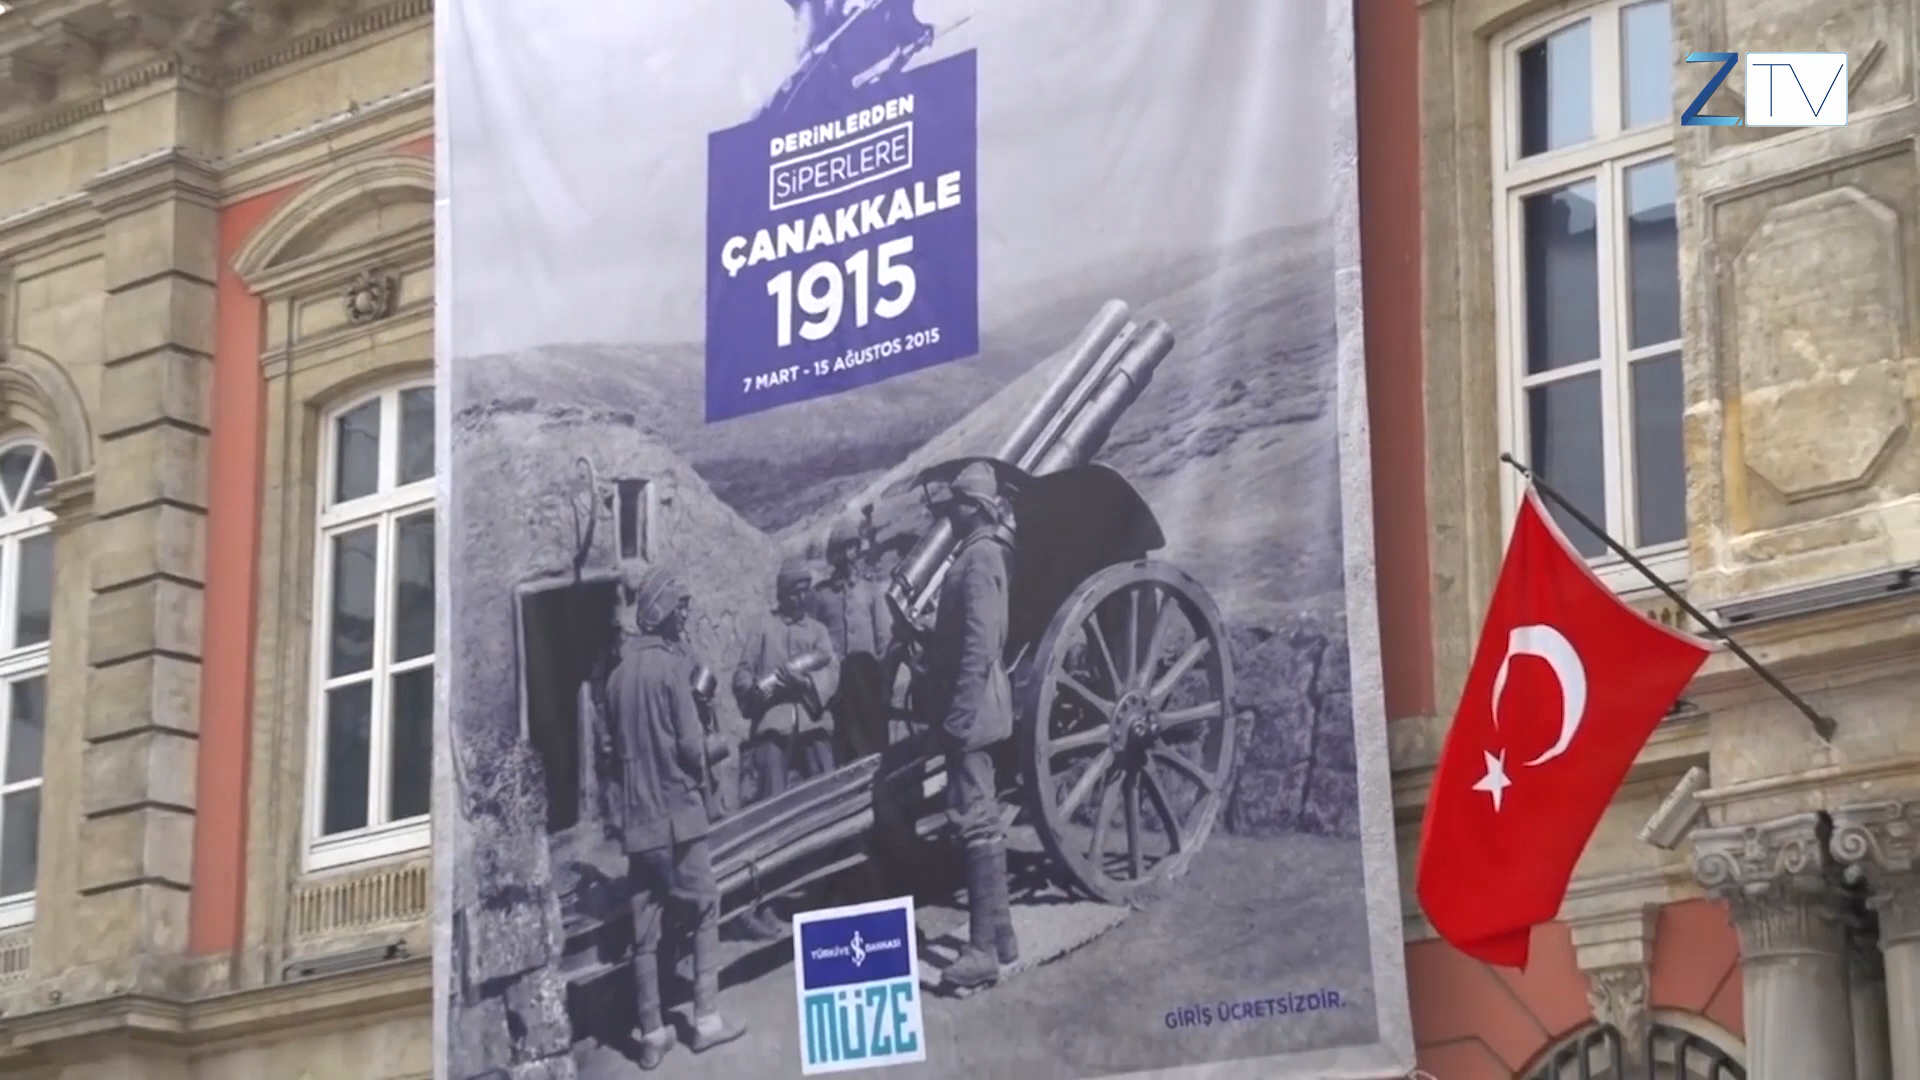 ZTV
DERİNLERDEN
SİPERLERE
ÇANAKKALE
1915
7 MART - 15 AĞUSTOS 2015
TÜRKİYE İŞ BANKASI
MÜZE
GİRİŞ ÜCRETSİZDİR.